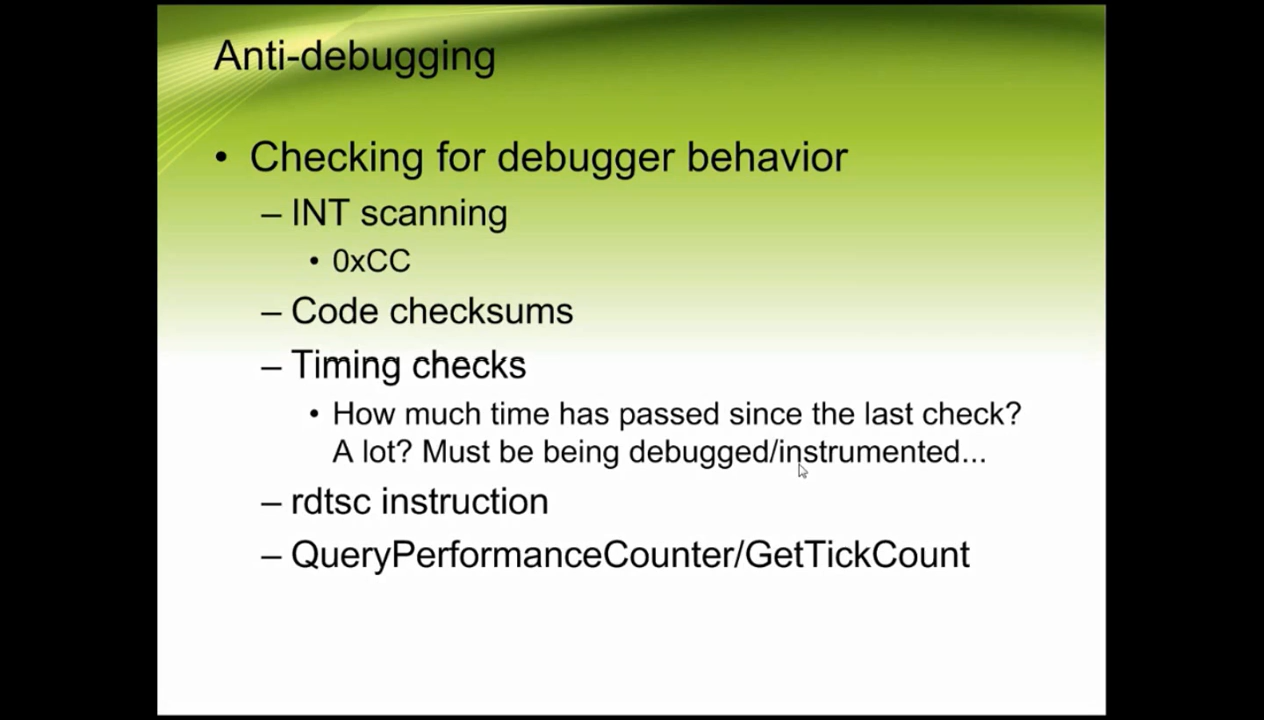 Anti-debugging
• Checking for debugger behavior
– INT scanning
• 0xCC
– Code checksums
– Timing checks
• How much time has passed since the last check?
A lot? Must be being debugged/instrumented...
– rdtsc instruction
– QueryPerformanceCounter/GetTickCount